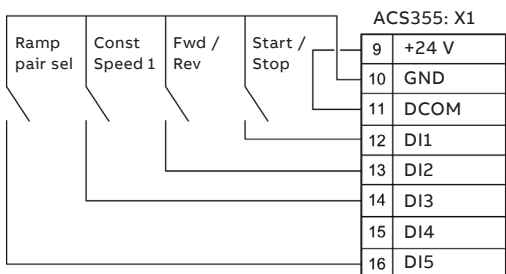 ACS355: X1
Ramp
pair sel
Const
Speed 1
Fwd /
Rev
Start /
Stop
9 +24 V
10 GND
11 DCOM
12 DI1
13 DI2
14 DI3
15 DI4
16 DI5